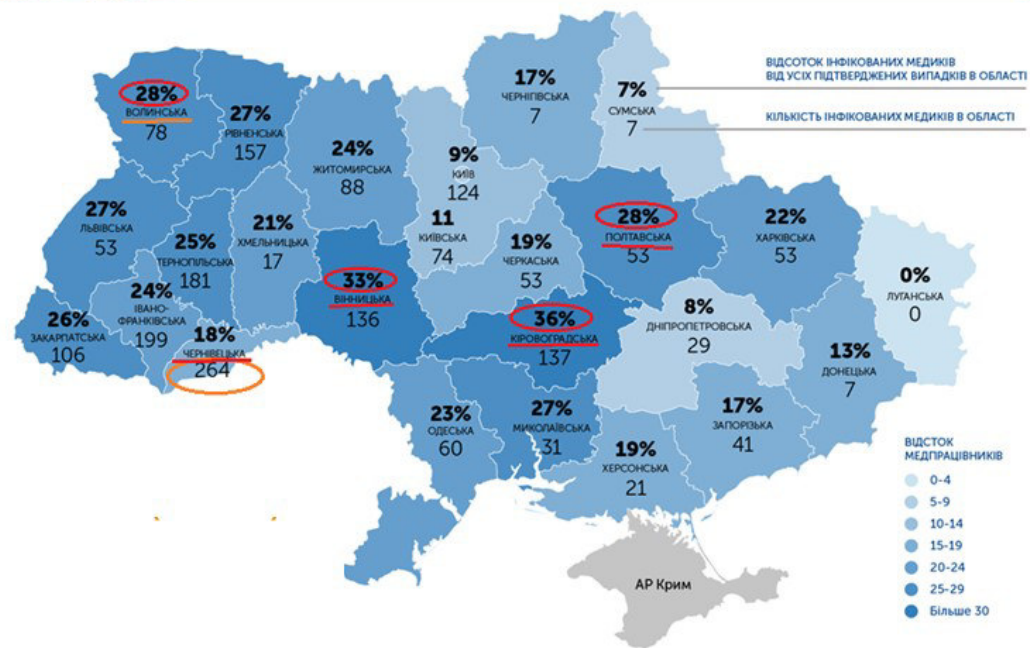 ВІДСОТОК ІНФІКОВАНИХ МЕДИКІВ
ВІД УСІХ ПІДТВЕРДЖЕНИХ ВИПАДКІВ В ОБЛАСТІ
КІЛЬКІСТЬ ІНФІКОВАНИХ МЕДИКІВ В ОБЛАСТІ
28%
ВОЛИНСЬКА
78
27%
РІВНЕНСЬКА
157
24%
ЖИТОМИРСЬКА
88
9%
КИЇВ
124
11
КИЇВСЬКА
74
17%
ЧЕРНІГІВСЬКА
7
7%
СУМСЬКА
7
27%
ЛЬВІВСЬКА
53
25%
ТЕРНОПІЛЬСЬКА
181
21%
ХМЕЛЬНИЦЬКА
17
33%
ВІННИЦЬКА
136
19%
ЧЕРКАСЬКА
53
28%
ПОЛТАВСЬКА
53
22%
ХАРКІВСЬКА
53
0%
ЛУГАНСЬКА
0
26%
ЗАКАРПАТСЬКА
106
24%
ІВАНО-
ФРАНКІВСЬКА
199
18%
ЧЕРНІВЕЦЬКА
264
36%
КІРОВОГРАДСЬКА
137
8%
ДНІПРОПЕТРОВСЬКА
29
13%
ДОНЕЦЬКА
7
23%
ОДЕСЬКА
60
27%
МИКОЛАЇВСЬКА
31
19%
ХЕРСОНСЬКА
21
17%
ЗАПОРІЗЬКА
41
АР Крим
ВІДСТОК
МЕДПРАЦІВНИКІВ
0-4
5-9
10-14
15-19
20-24
25-29
Більше 30